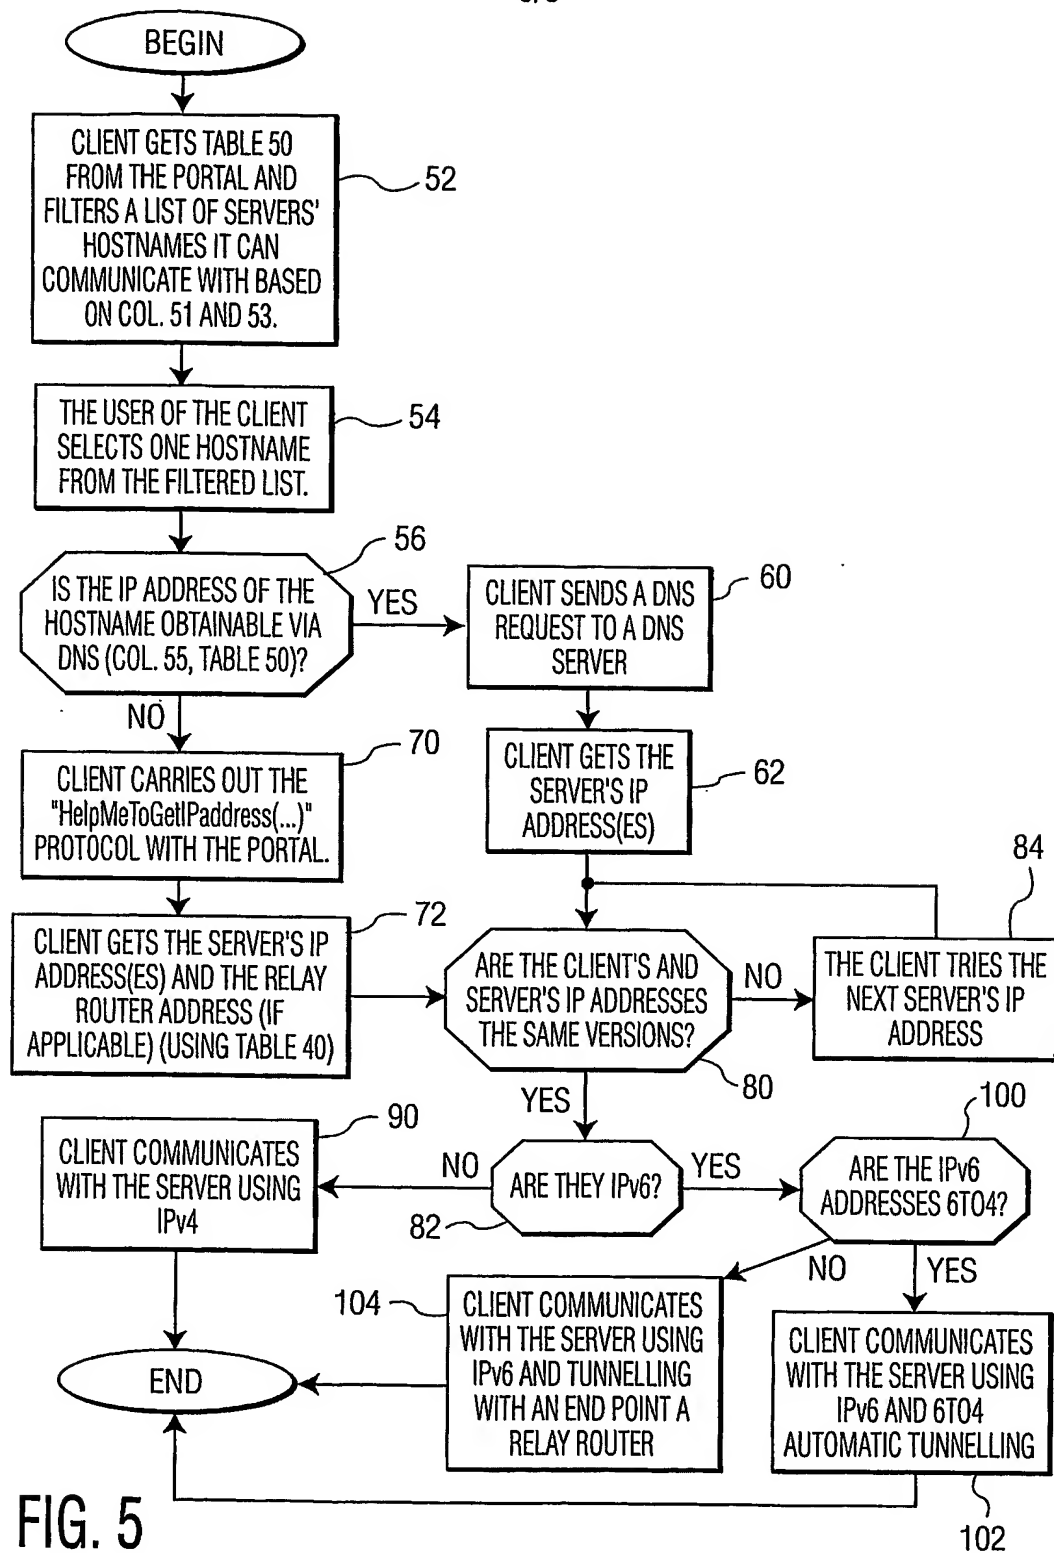 BEGIN
CLIENT GETS TABLE 50
FROM THE PORTAL AND
FILTERS A LIST OF SERVERS'
HOSTNAMES IT CAN
COMMUNICATE WITH BASED
ON COL. 51 AND 53.
52
THE USER OF THE CLIENT
SELECTS ONE HOSTNAME
FROM THE FILTERED LIST.
54
IS THE IP ADDRESS OF THE
HOSTNAME OBTAINABLE VIA
DNS (COL. 55, TABLE 50)?
56
YES
NO
CLIENT SENDS A DNS
REQUEST TO A DNS
SERVER
60
CLIENT GETS THE
SERVER'S IP
ADDRESS(ES)
62
CLIENT CARRIES OUT THE
"HelpMeToGetIPaddress(...)"
PROTOCOL WITH THE PORTAL.
70
CLIENT GETS THE SERVER'S IP
ADDRESS(ES) AND THE RELAY
ROUTER ADDRESS (IF
APPLICABLE) (USING TABLE 40)
72
ARE THE CLIENT'S AND
SERVER'S IP ADDRESSES
THE SAME VERSIONS?
80
NO
YES
THE CLIENT TRIES THE
NEXT SERVER'S IP
ADDRESS
84
ARE THEY IPv6?
82
NO
YES
CLIENT COMMUNICATES
WITH THE SERVER USING
IPv4
90
ARE THE IPv6
ADDRESSES 6TO4?
100
NO
YES
CLIENT COMMUNICATES
WITH THE SERVER USING
IPv6 AND TUNNELLING
WITH AN END POINT A
RELAY ROUTER
104
CLIENT COMMUNICATES
WITH THE SERVER USING
IPv6 AND 6TO4
AUTOMATIC TUNNELLING
102
END
FIG. 5